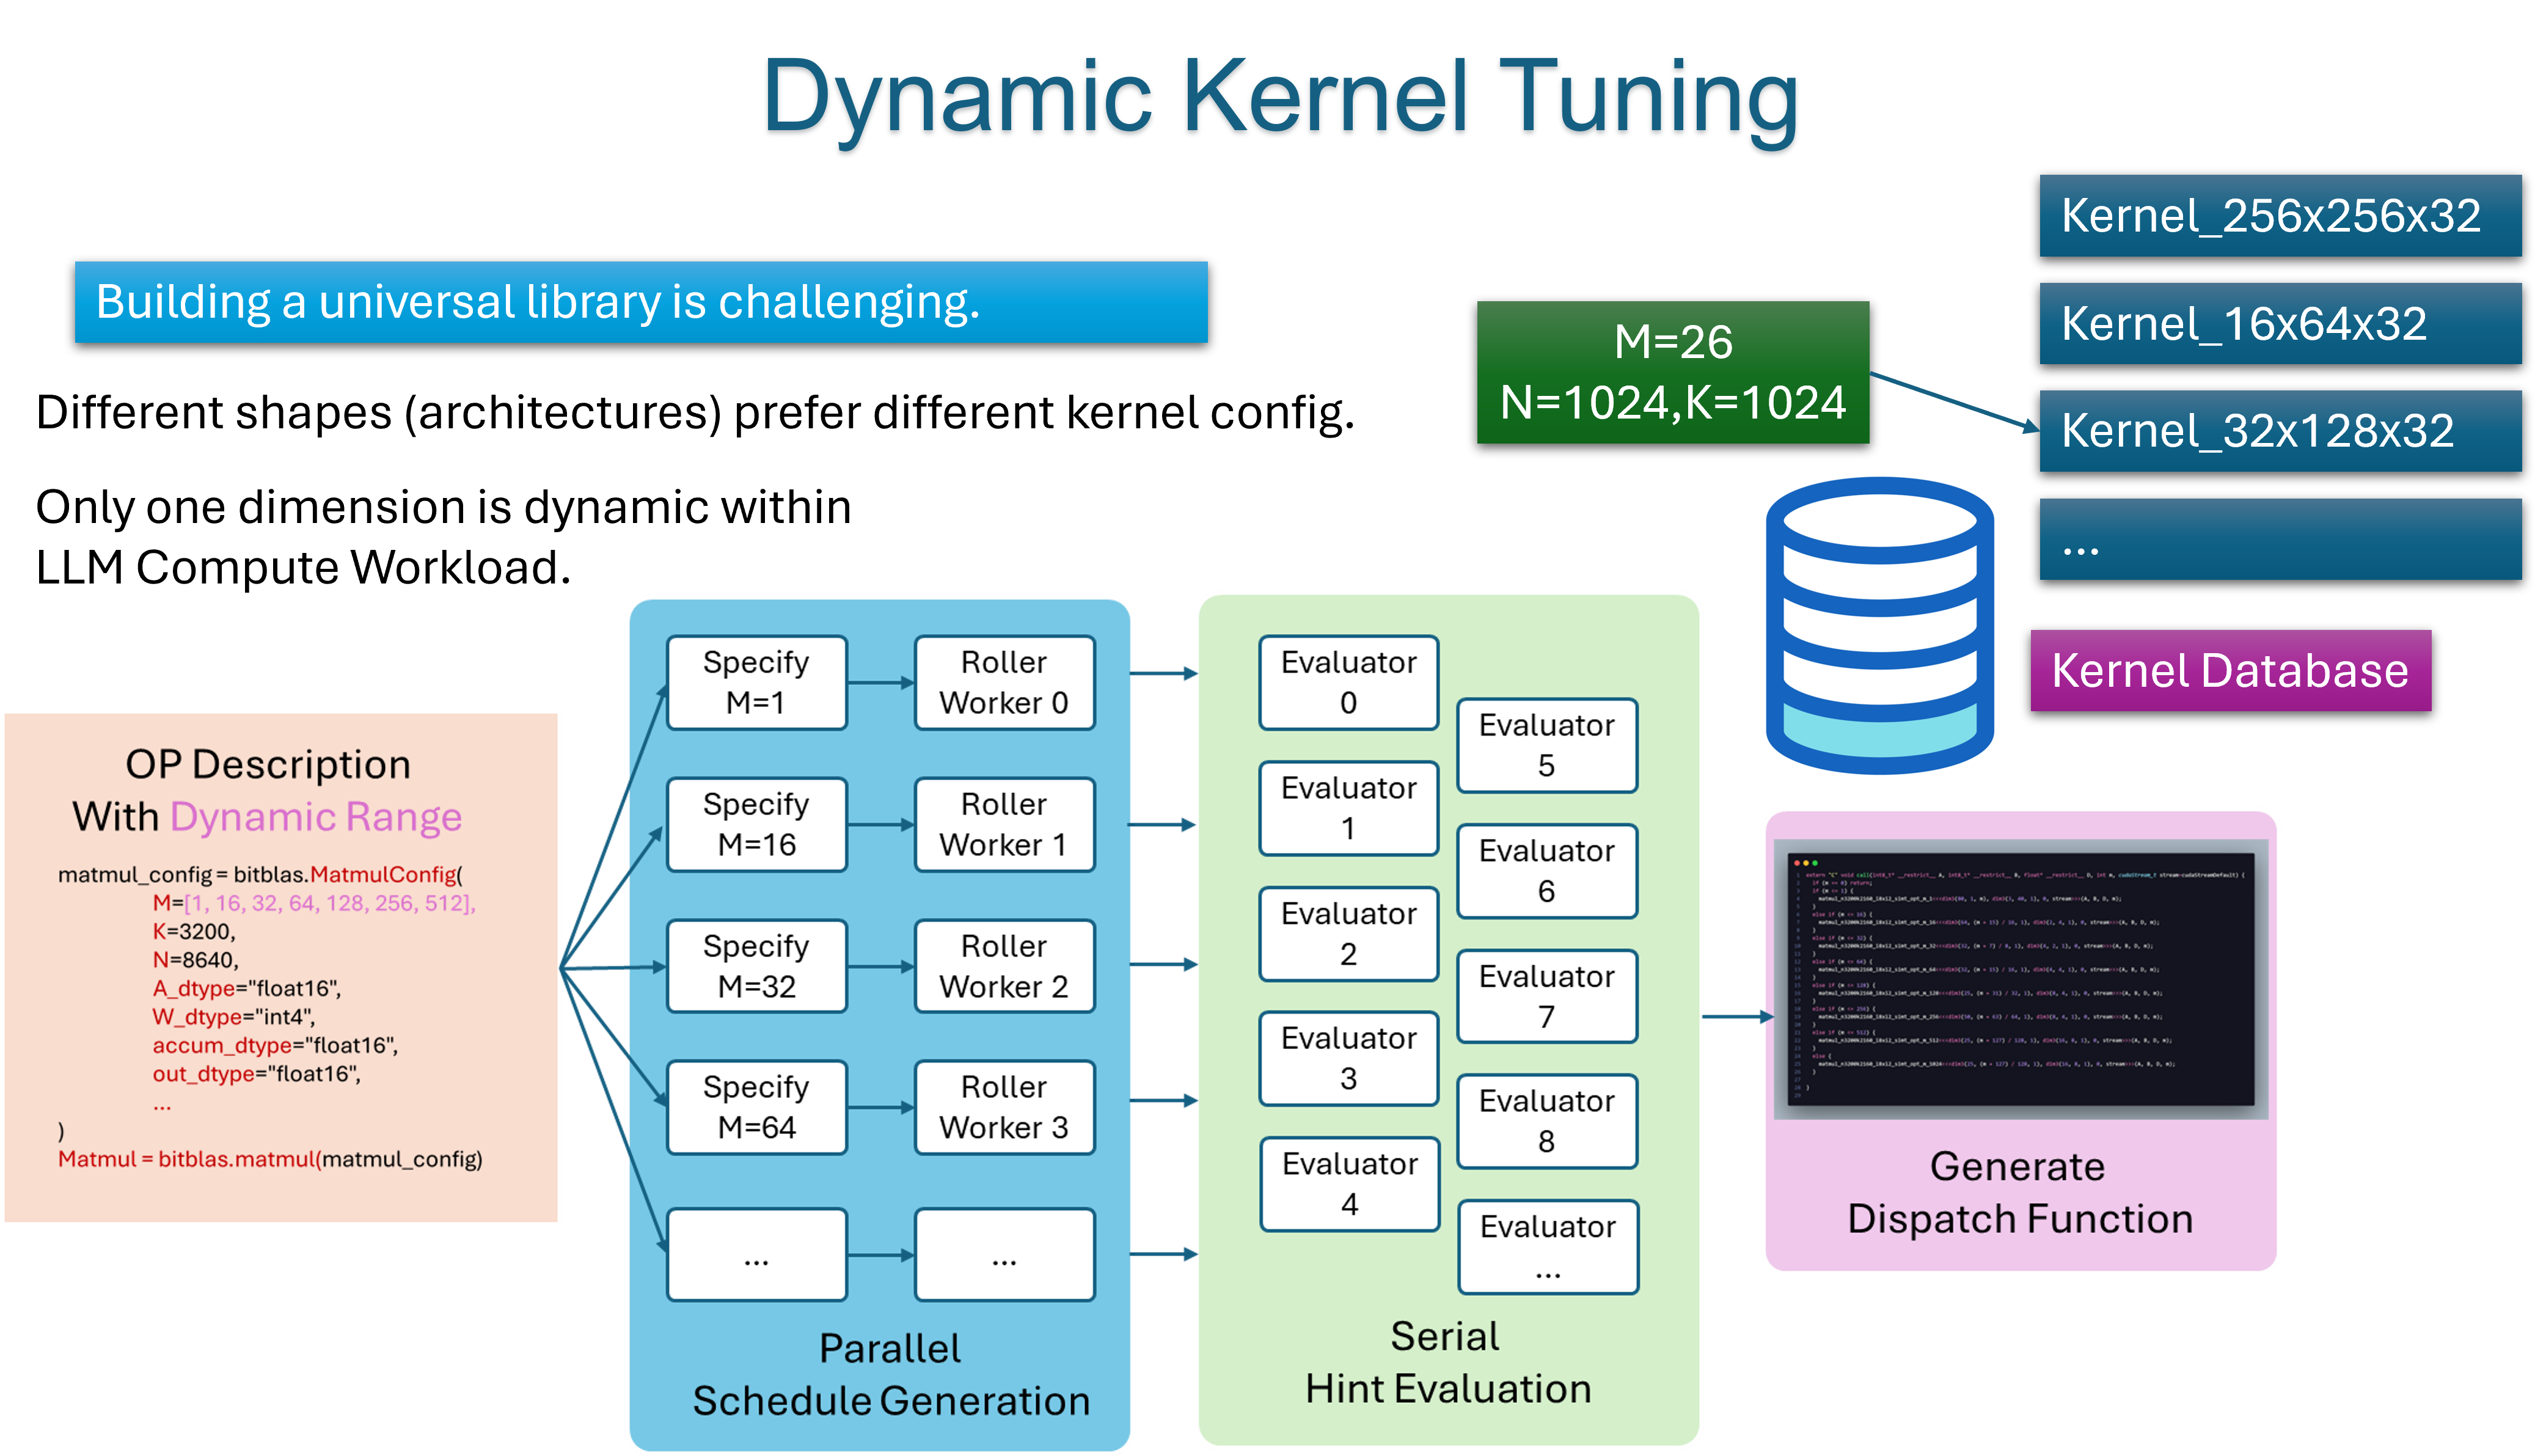 Dynamic Kernel Tuning
Building a universal library is challenging.
Different shapes (architectures) prefer different kernel config.
Only one dimension is dynamic within
LLM Compute Workload.
M=26
N=1024,K=1024
Kernel_256x256x32
Kernel_16x64x32
Kernel_32x128x32
...
Kernel Database
OP Description
With Dynamic Range
matmul_config = bitblas.MatmulConfig(
M=[1, 16, 32, 64, 128, 256, 512],
K=3200,
N=8640,
A_dtype="float16",
W_dtype="int4",
accum_dtype="float16",
out_dtype="float16",
...
)
Matmul = bitblas.matmul(matmul_config)
Specify
M=1
Roller
Worker 0
Specify
M=16
Roller
Worker 1
Specify
M=32
Roller
Worker 2
Specify
M=64
Roller
Worker 3
...
...
Parallel
Schedule Generation
Evaluator
0
Evaluator
1
Evaluator
2
Evaluator
3
Evaluator
4
Evaluator
5
Evaluator
6
Evaluator
7
Evaluator
8
Evaluator
...
Serial
Hint Evaluation
Generate
Dispatch Function